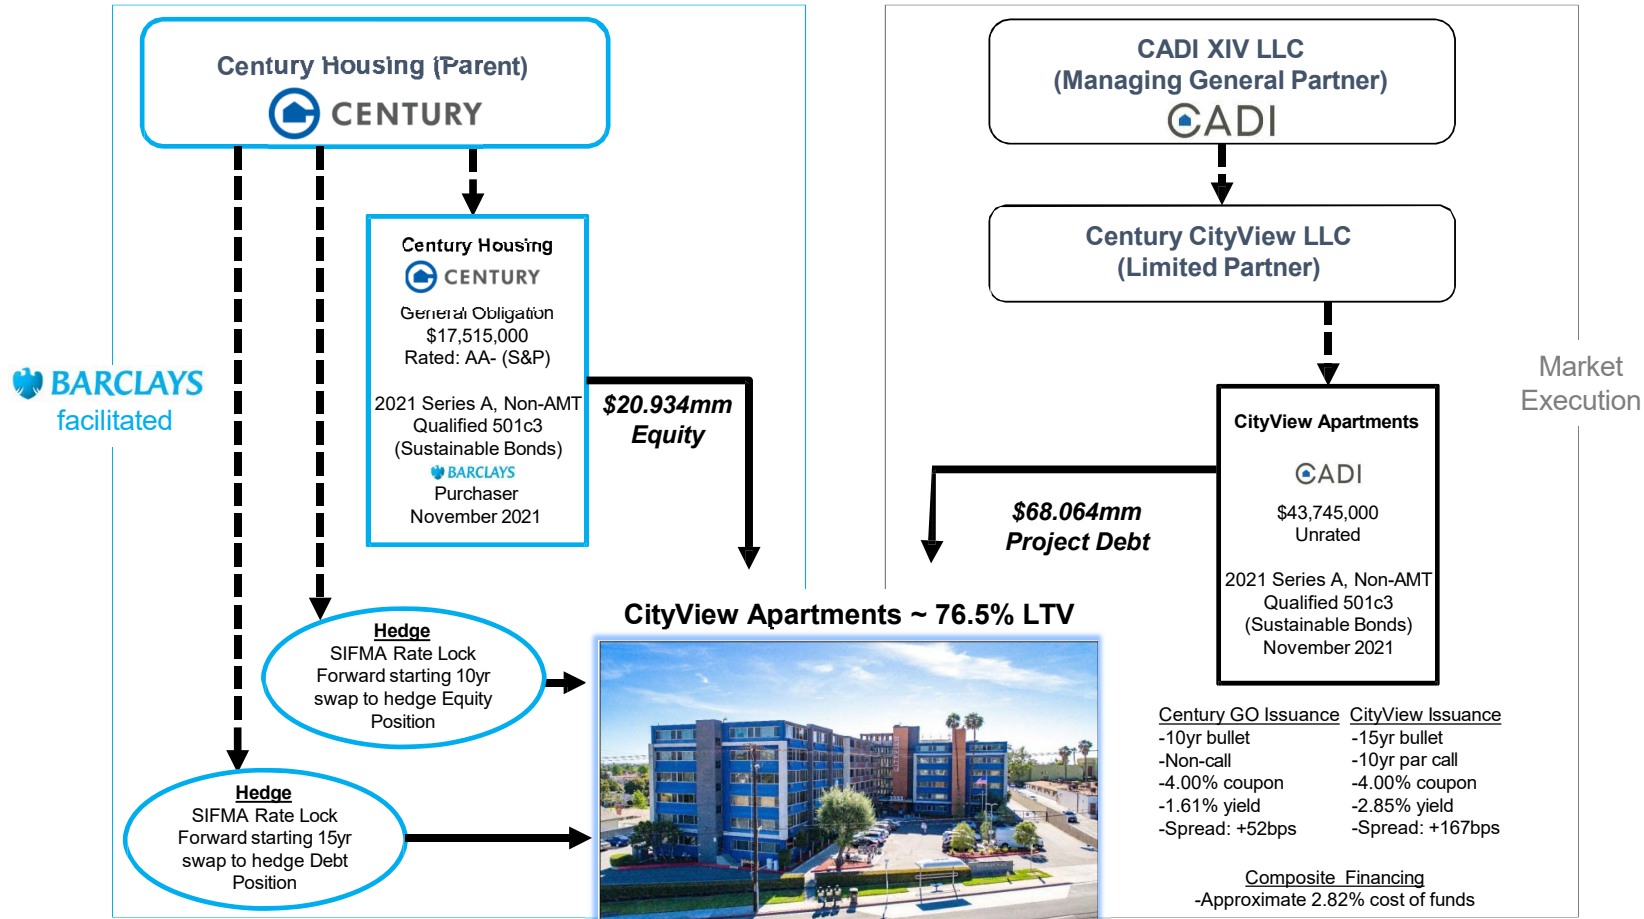 Century Housing (Parent)
CENTURY
CADI XIV LLC
(Managing General Partner)
CADI
Century CityView LLC
(Limited Partner)
Century Housing
CENTURY
General Obligation
$17,515,000
Rated: AA- (S&P)
2021 Series A, Non-AMT
Qualified 501c3
(Sustainable Bonds)
BARCLAYS
Purchaser
November 2021
BARCLAYS
facilitated
$20.934mm
Equity
Market
Execution
CityView Apartments
CADI
$43,745,000
Unrated
2021 Series A, Non-AMT
Qualified 501c3
(Sustainable Bonds)
November 2021
$68.064mm
Project Debt
CityView Apartments ~ 76.5% LTV
Hedge
SIFMA Rate Lock
Forward starting 10yr
swap to hedge Equity
Position
Hedge
SIFMA Rate Lock
Forward starting 15yr
swap to hedge Debt
Position
Century GO Issuance
-10yr bullet
-Non-call
-4.00% coupon
-1.61% yield
-Spread: +52bps
CityView Issuance
-15yr bullet
-10yr par call
-4.00% coupon
-2.85% yield
-Spread: +167bps
Composite Financing
-Approximate 2.82% cost of funds